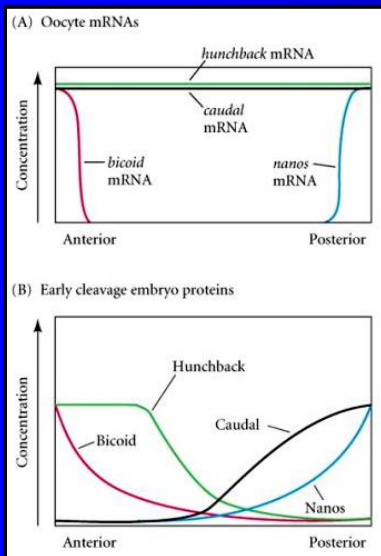 (A) Oocyte mRNAs
hunchback mRNA
Concentration
caudal
mRNA
bicoid
mRNA
nanos
mRNA
Anterior
Posterior
(B) Early cleavage embryo proteins
Concentration
Hunchback
Bicoid
Caudal
Nanos
Anterior
Posterior